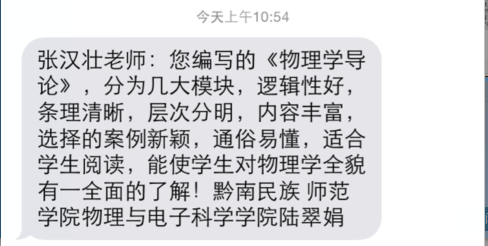 今天上午10:54
张汉壮老师：您编写的《物理学导
论》，分为几大模块，逻辑性好，
条理清晰，层次分明，内容丰富，
选择的案例新颖，通俗易懂，适合
学生阅读，能使学生对物理学全貌
有一全面的了解！黔南民族 师范
学院物理与电子科学学院陆翠娟